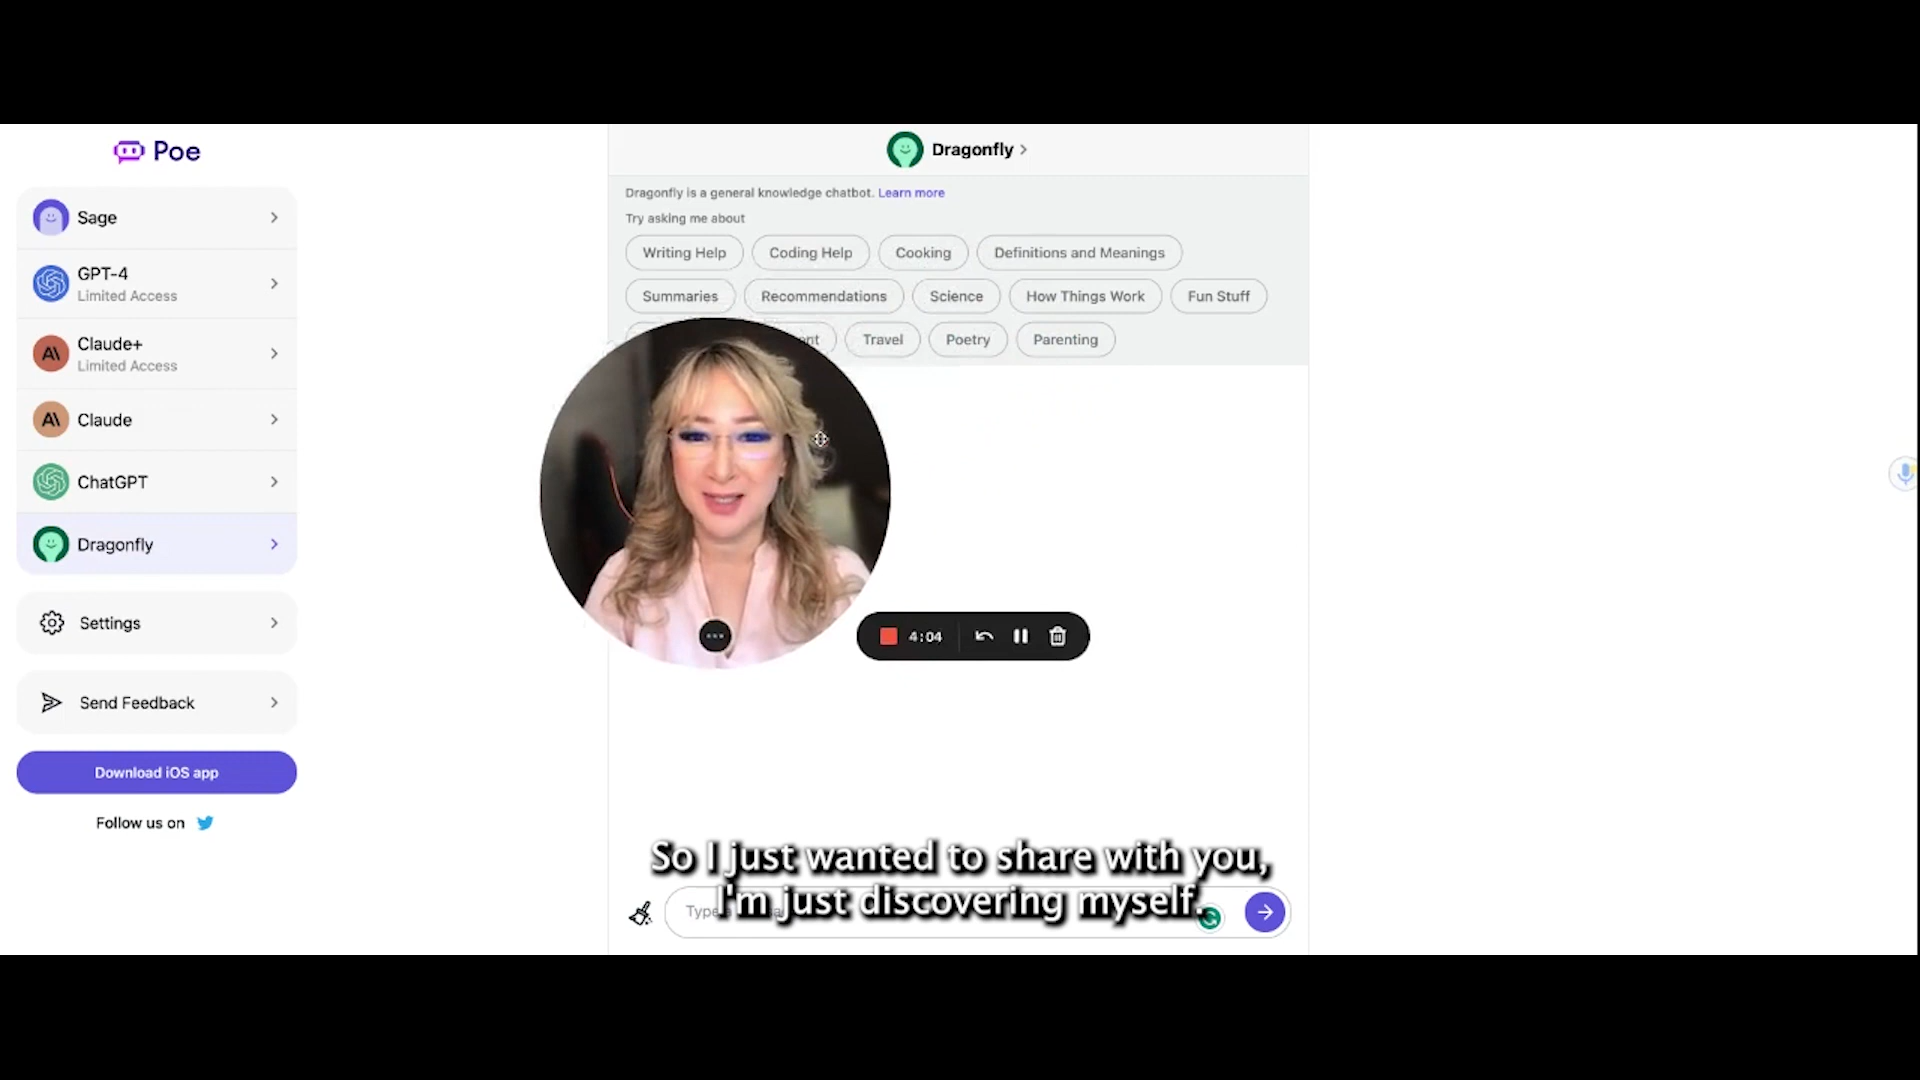 Poe
Sage
GPT-4
Limited Access
Claude+
Limited Access
Claude
ChatGPT
Dragonfly
Settings
Send Feedback
Download iOS app
Follow us on
Dragonfly
Dragonfly is a general knowledge chatbot. Learn more
Try asking me about
Writing Help Coding Help Cooking Definitions and Meanings
Summaries Recommendations Science How Things Work Fun Stuff
Travel Poetry Parenting
4:04
So I just wanted to share with you,
I'm just discovering myself.